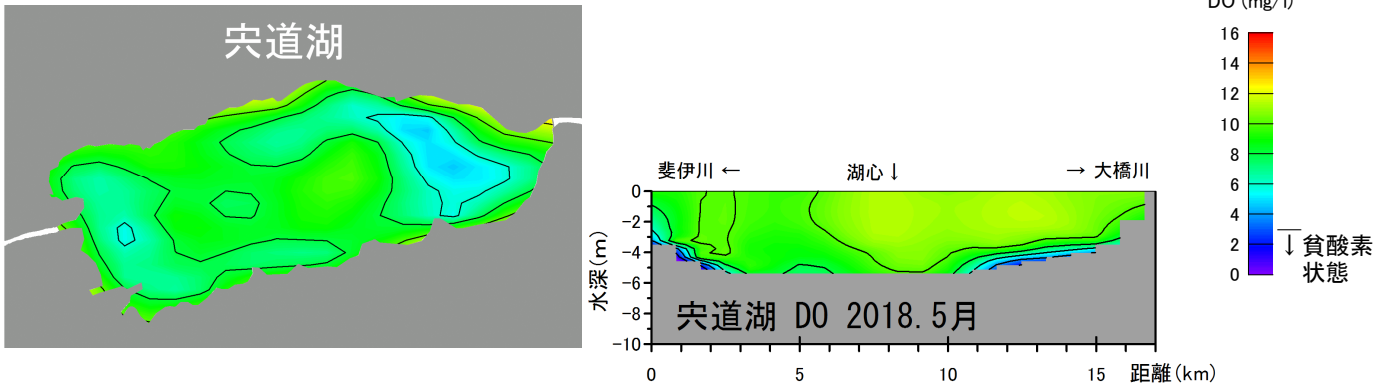 宍道湖
DO (mg/l)
16
14
12
10
8
6
4
2
0
↓貧酸素
状態
斐伊川 ←
湖心↓
→ 大橋川
水深(m)
0
-2
-4
-6
-8
-10
宍道湖 DO 2018.5月
0
5
10
15
距離(km)